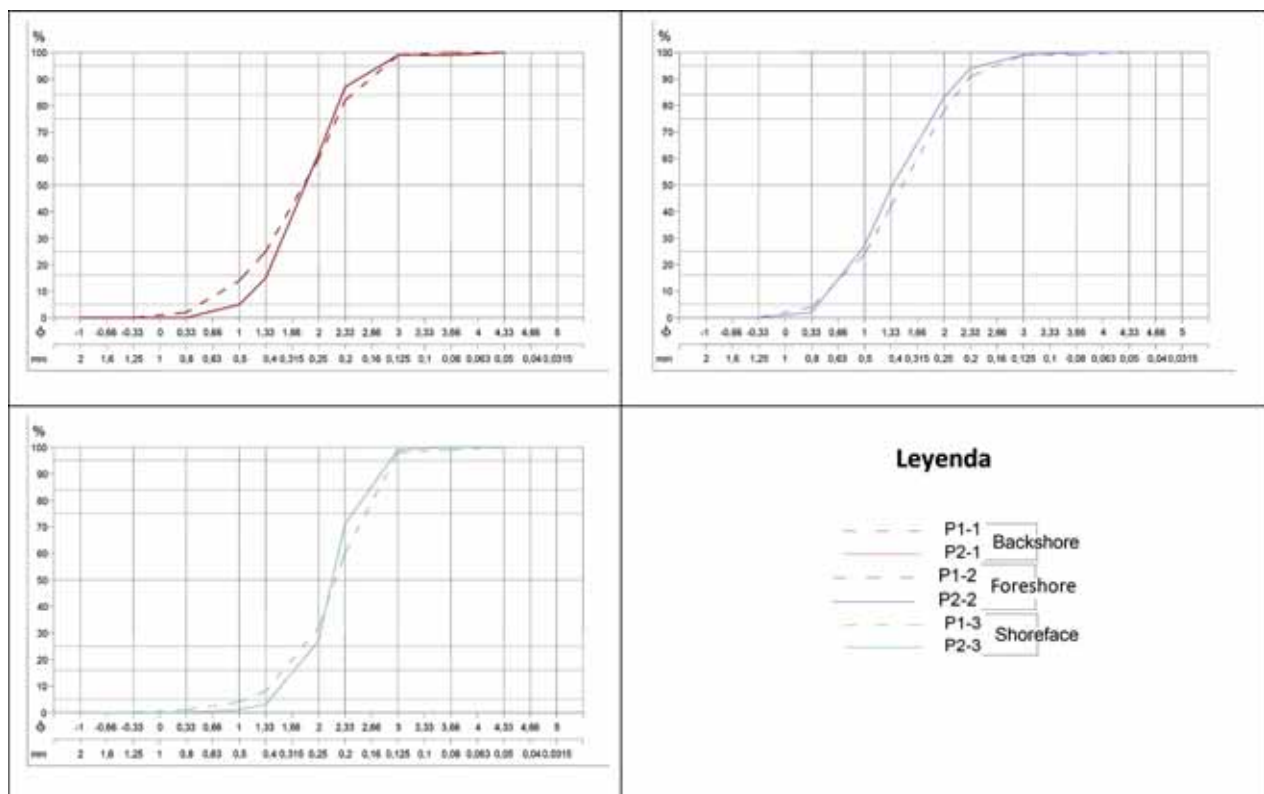 %
100
90
80
70
60
50
40
30
20
10
0
Φ -1 -0,66 -0,33 0 0,33 0,66 1 1,33 1,66 2 2,33 2,66 3 3,33 3,66 4 4,33 4,66 5
mm 2 1,6 1,25 1 0,8 0,63 0,5 0,4 0,315 0,25 0,2 0,16 0,125 0,1 0,08 0,063 0,05 0,04 0,0315
%
100
90
80
70
60
50
40
30
20
10
0
Φ -1 -0,66 -0,33 0 0,33 0,66 1 1,33 1,66 2 2,33 2,66 3 3,33 3,66 4 4,33 4,66 5
mm 2 1,6 1,25 1 0,8 0,63 0,5 0,4 0,315 0,25 0,2 0,16 0,125 0,1 0,08 0,063 0,05 0,04 0,0315
%
100
90
80
70
60
50
40
30
20
10
0
Φ -1 -0,66 -0,33 0 0,33 0,66 1 1,33 1,66 2 2,33 2,66 3 3,33 3,66 4 4,33 4,66 5
mm 2 1,6 1,25 1 0,8 0,63 0,5 0,4 0,315 0,25 0,2 0,16 0,125 0,1 0,08 0,063 0,05 0,04 0,0315
Leyenda
P1-1
Backshore
P2-1
P1-2
Foreshore
P2-2
P1-3
Shoreface
P2-3